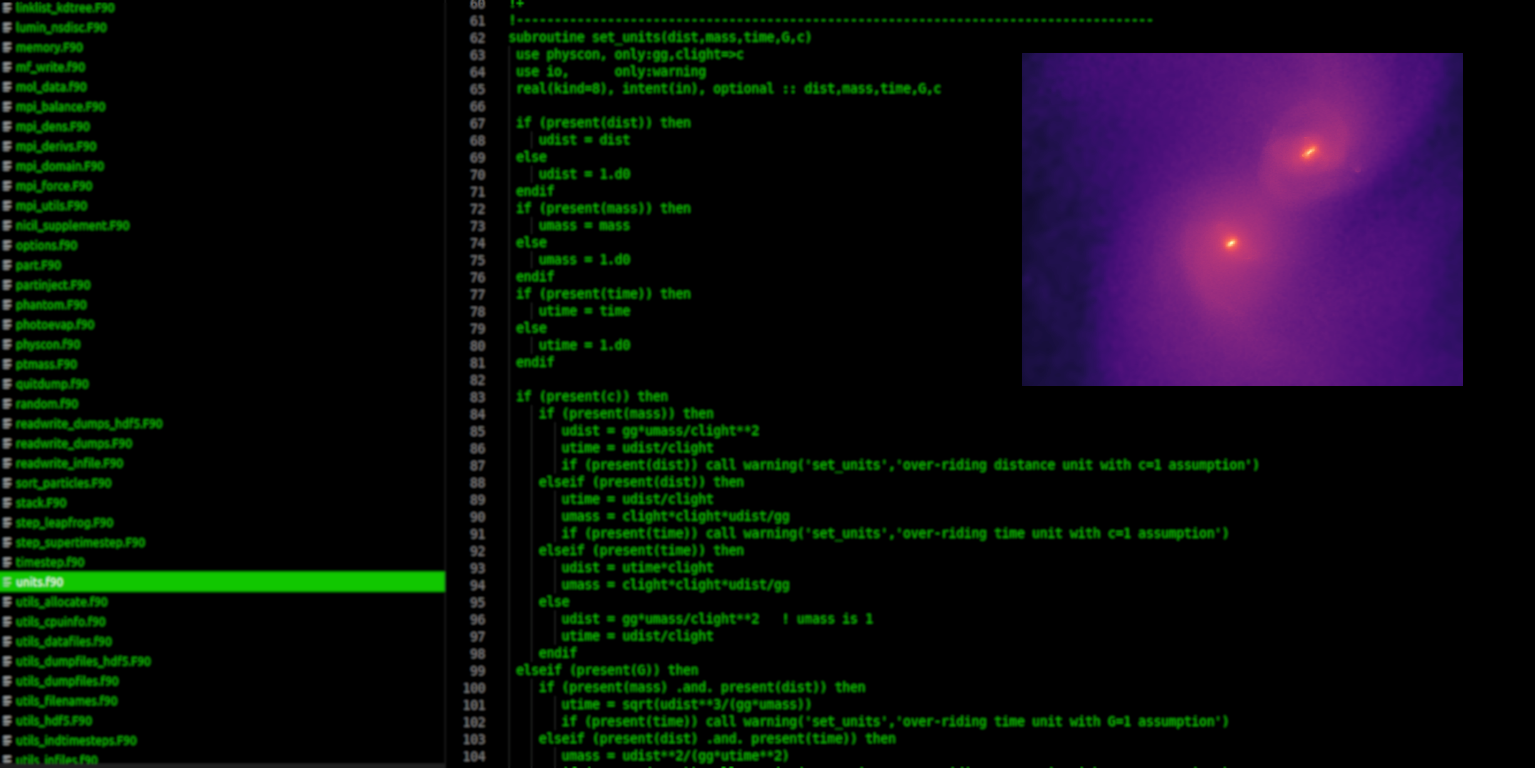 linklist_kdtree.F90
lumin_nsdisc.F90
memory.F90
mf_write.f90
mol_data.f90
mpi_balance.F90
mpi_dens.F90
mpi_derivs.F90
mpi_domain.F90
mpi_force.F90
mpi_utils.F90
nicil_supplement.F90
options.f90
part.F90
partinject.F90
phantom.F90
photoevap.f90
physcon.f90
ptmass.F90
quitdump.f90
random.f90
readwrite_dumps_hdf5.F90
readwrite_dumps.F90
readwrite_infile.F90
sort_particles.F90
stack.F90
step_leapfrog.F90
step_supertimestep.F90
timestep.f90
units.f90
utils_allocate.f90
utils_cpuinfo.f90
utils_datafiles.f90
utils_dumpfiles_hdf5.F90
utils_dumpfiles.f90
utils_filenames.f90
utils_hdf5.F90
utils_indtimesteps.F90
utils_infiles.f90
60 !+
61 !------------------------------------------------------------------------------------
62 subroutine set_units(dist,mass,time,G,c)
63 use physcon, only:gg,clight=>c
64 use io,      only:warning
65 real(kind=8), intent(in), optional :: dist,mass,time,G,c
66
67 if (present(dist)) then
68 udist = dist
69 else
70 udist = 1.d0
71 endif
72 if (present(mass)) then
73 umass = mass
74 else
75 umass = 1.d0
76 endif
77 if (present(time)) then
78 utime = time
79 else
80 utime = 1.d0
81 endif
82
83 if (present(c)) then
84 if (present(mass)) then
85 udist = gg*umass/clight**2
86 utime = udist/clight
87 if (present(dist)) call warning('set_units','over-riding distance unit with c=1 assumption')
88 elseif (present(dist)) then
89 utime = udist/clight
90 umass = clight*clight*udist/gg
91 if (present(time)) call warning('set_units','over-riding time unit with c=1 assumption')
92 elseif (present(time)) then
93 udist = utime*clight
94 umass = clight*clight*udist/gg
95 else
96 udist = gg*umass/clight**2   ! umass is 1
97 utime = udist/clight
98 endif
99 elseif (present(G)) then
100 if (present(mass) .and. present(dist)) then
101 utime = sqrt(udist**3/(gg*umass))
102 if (present(time)) call warning('set_units','over-riding time unit with G=1 assumption')
103 elseif (present(dist) .and. present(time)) then
104 umass = udist**2/(gg*utime**2)